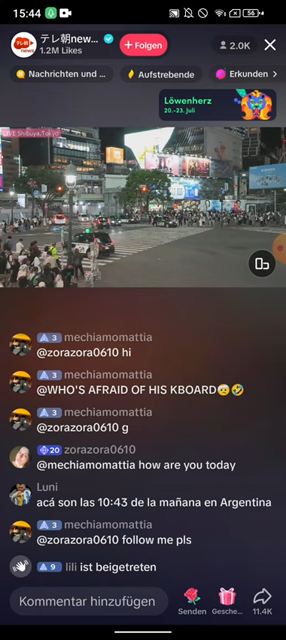 15:44
56
テレ朝new...
1.2M Likes
+ Folgen
2.0K
Nachrichten und ...
Aufstrebende
Erkunden
Löwenherz
20.-23. Juli
LIVE Shibuya,Tokyo
3 mechiamomattia
@zorazora0610 hi
3 mechiamomattia
@WHO'S AFRAID OF HIS KBOARD🤕🤣
3 mechiamomattia
@zorazora0610 g
20 zorazora0610
@mechiamomattia how are you today
Luni
acá son las 10:43 de la mañana en Argentina
3 mechiamomattia
@zorazora0610 follow me pls
9 lili ist beigetreten
Kommentar hinzufügen
Senden
Gesche...
11.4K